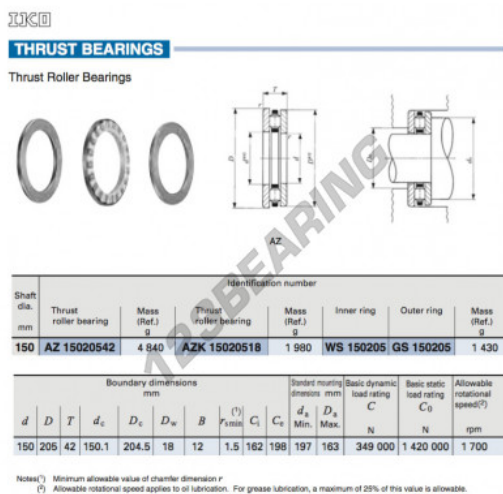 IKO
THRUST BEARINGS
Thrust Roller Bearings
T
r
r
D
d
AZ
123BEARING
Shaft dia. mm
Identification number
Thrust roller bearing
Mass (Ref.) g
Thrust roller bearing
Mass (Ref.) g
Inner ring
Outer ring
Mass (Ref.) g
150 AZ 15020542 4 840 AZK 15020518 1 980 WS 150205 GS 150205 1 430
Boundary dimensions mm
Standard mounting dimensions mm
Basic dynamic load rating C N
Basic static load rating C0 N
Allowable rotational speed(2) rpm
d D T dc Dc Dw B rsmin(1) Ci Ce da Min. Da Max.
150 205 42 150.1 204.5 18 12 1.5 162 198 197 163 349 000 1 420 000 1 700
Notes(1) Minimum allowable value of chamfer dimension r
(2) Allowable rotational speed applies to oil lubrication. For grease lubrication, a maximum of 25% of this value is allowable.